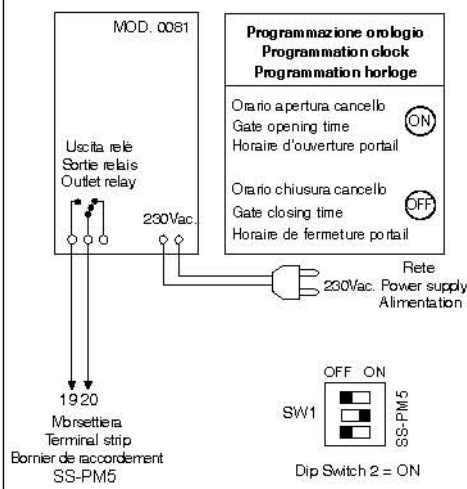 MOD. 0081
Uscita relè
Sortie relais
Outlet relay
230Vac.
Programmazione orologio
Programmation clock
Programmation horloge
Orario apertura cancello
Gate opening time
Horaire d'ouverture portail
ON
Orario chiusura cancello
Gate closing time
Horaire de fermeture portail
OFF
Rete
230Vac. Power supply
Alimentation
19 20
Morsettiera
Terminal strip
Bornier de raccordement
SS-PM5
OFF ON
SW1
SS-PM5
Dip Switch 2 = ON